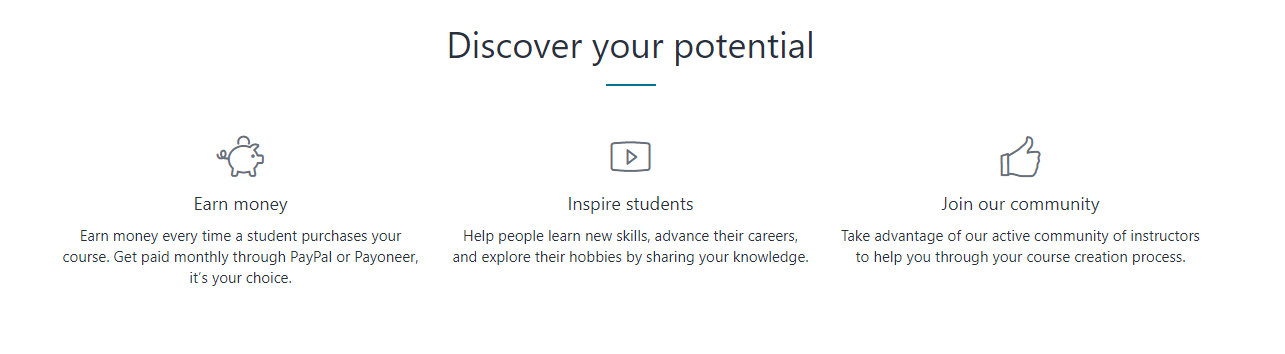 Discover your potential
Earn money
Earn money every time a student purchases your
course. Get paid monthly through PayPal or Payoneer,
it’s your choice.
Inspire students
Help people learn new skills, advance their careers,
and explore their hobbies by sharing your knowledge.
Join our community
Take advantage of our active community of instructors
to help you through your course creation process.